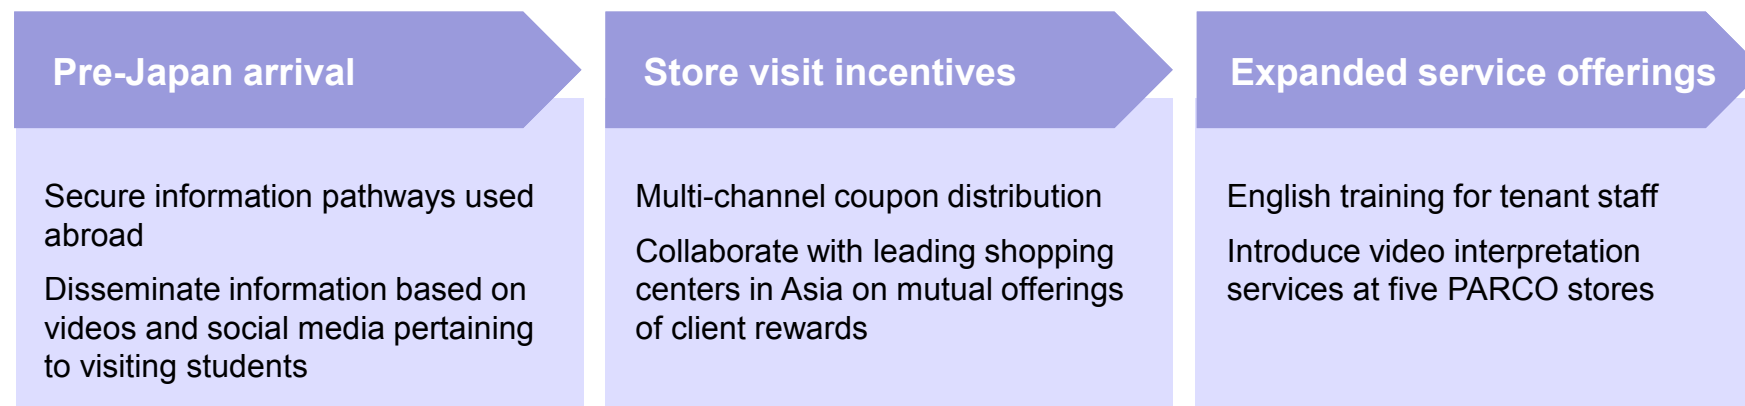 Pre-Japan arrival
Secure information pathways used
abroad
Disseminate information based on
videos and social media pertaining
to visiting students
Store visit incentives
Multi-channel coupon distribution
Collaborate with leading shopping
centers in Asia on mutual offerings
of client rewards
Expanded service offerings
English training for tenant staff
Introduce video interpretation
services at five PARCO stores